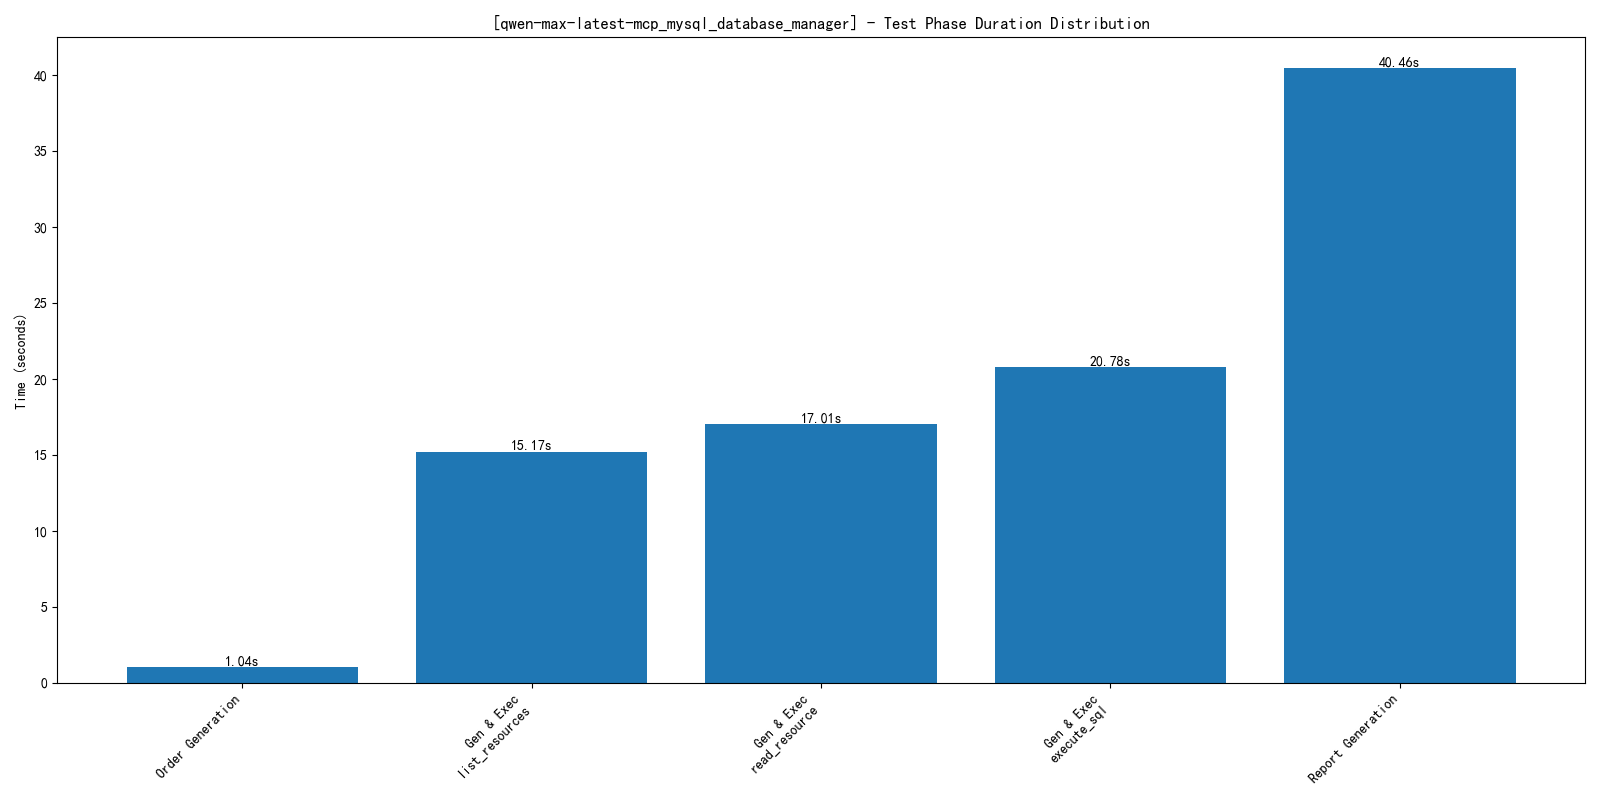 [qwen-max-latest-mcp_mysql_database_manager] - Test Phase Duration Distribution
Time (seconds)
40
35
30
25
20
15
10
5
0
1.04s
15.17s
17.01s
20.78s
40.46s
Order Generation
Gen & Exec
list_resources
Gen & Exec
read_resource
Gen & Exec
execute_sql
Report Generation